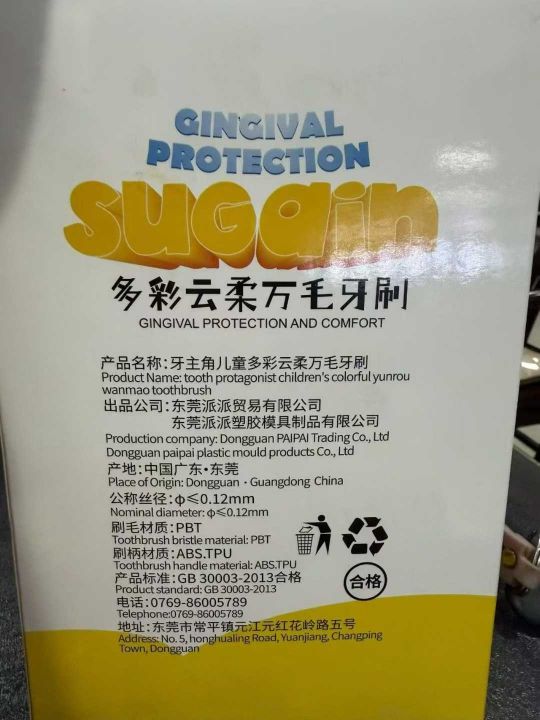 GINGIVAL
PROTECTION
SUGain
多彩云柔万毛牙刷
GINGIVAL PROTECTION AND COMFORT
产品名称:牙主角儿童多彩云柔万毛牙刷
Product Name: tooth protagonist children's colorful yunrou
wanmao toothbrush
出品公司:东莞派派贸易有限公司
东莞派派塑胶模具制品有限公司
Production company: Dongguan PAIPAI Trading Co., Ltd
Dongguan paipai plastic mould products Co., Ltd
产地:中国广东·东莞
Place of Origin: Dongguan · Guangdong China
公称丝径:φ≤0.12mm
Nominal diameter: φ≤0.12mm
刷毛材质:PBT
Toothbrush bristle material: PBT
刷柄材质:ABS.TPU
Toothbrush handle material: ABS.TPU
产品标准:GB 30003-2013合格
Product standard: GB 30003-2013
合格
电话:0769-86005789
Telephone:0769-86005789
地址:东莞市常平镇元江元红花岭路五号
Address: No. 5, honghualing Road, Yuanjiang, Changping
Town, Dongguan